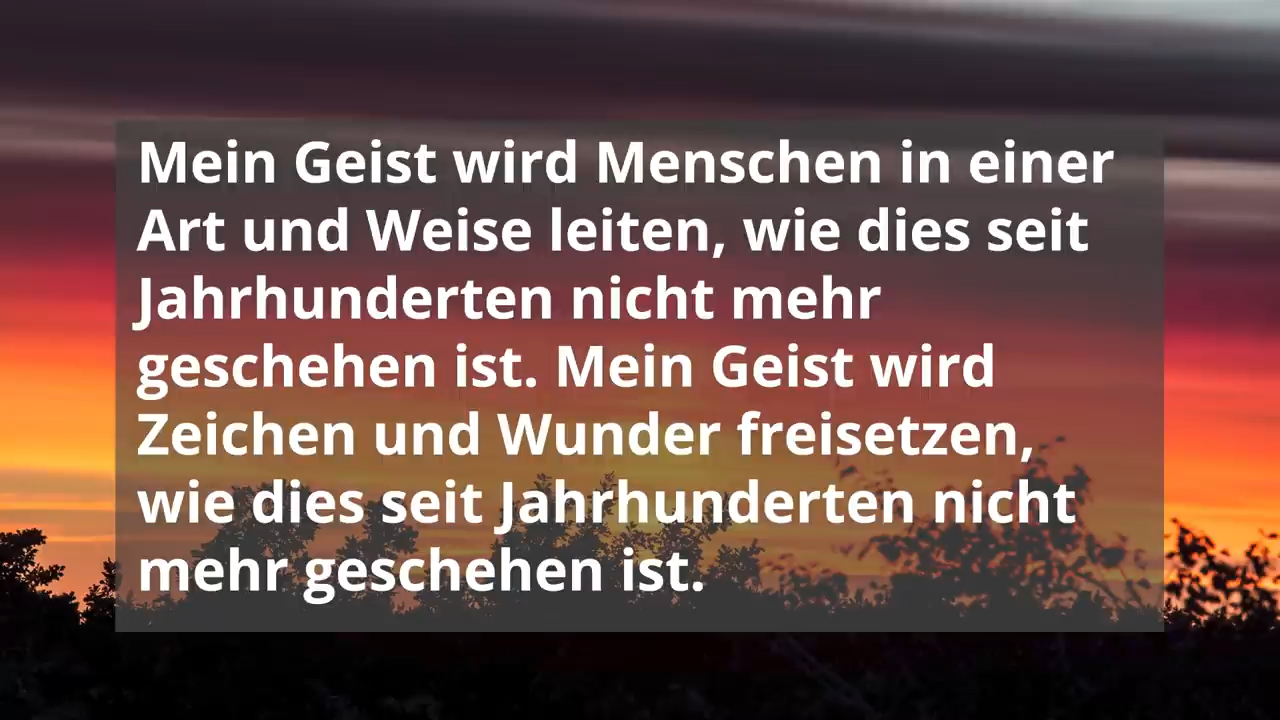 Mein Geist wird Menschen in einer
Art und Weise leiten, wie dies seit
Jahrhunderten nicht mehr
geschehen ist. Mein Geist wird
Zeichen und Wunder freisetzen,
wie dies seit Jahrhunderten nicht
mehr geschehen ist.